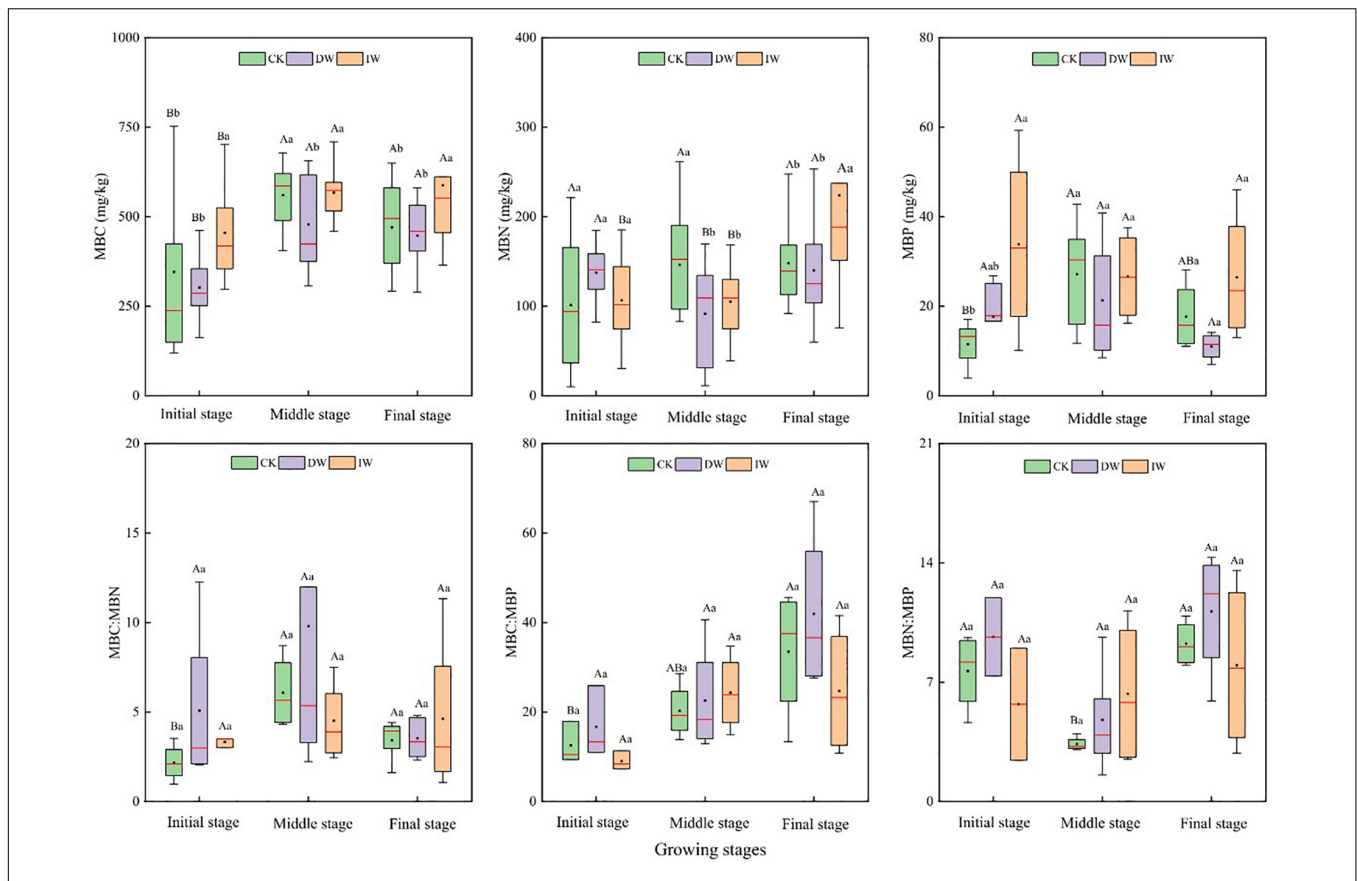 1000
750
500
250
0
MBC (mg/kg)
CK DW IW
Bb Bb Ba Aa Ab Aa Ab Ab Aa
Initial stage Middle stage Final stage
400
300
200
100
0
MBN (mg/kg)
CK DW IW
Aa Aa Ba Aa Bb Bb Ab Ab Aa
Initial stage Middle stage Final stage
80
60
40
20
0
MBP (mg/kg)
CK DW IW
Bb Aab Aa Aa Aa Aa ABa Aa Aa
Initial stage Middle stage Final stage
20
15
10
5
0
MBC:MBN
CK DW IW
Ba Aa Aa Aa Aa Aa Aa Aa Aa
Initial stage Middle stage Final stage
80
60
40
20
0
MBC:MBP
CK DW IW
Ba Aa Aa ABa Aa Aa Aa Aa Aa
Initial stage Middle stage Final stage
21
14
7
0
MBN:MBP
CK DW IW
Aa Aa Aa Ba Aa Aa Aa Aa Aa
Initial stage Middle stage Final stage
Growing stages